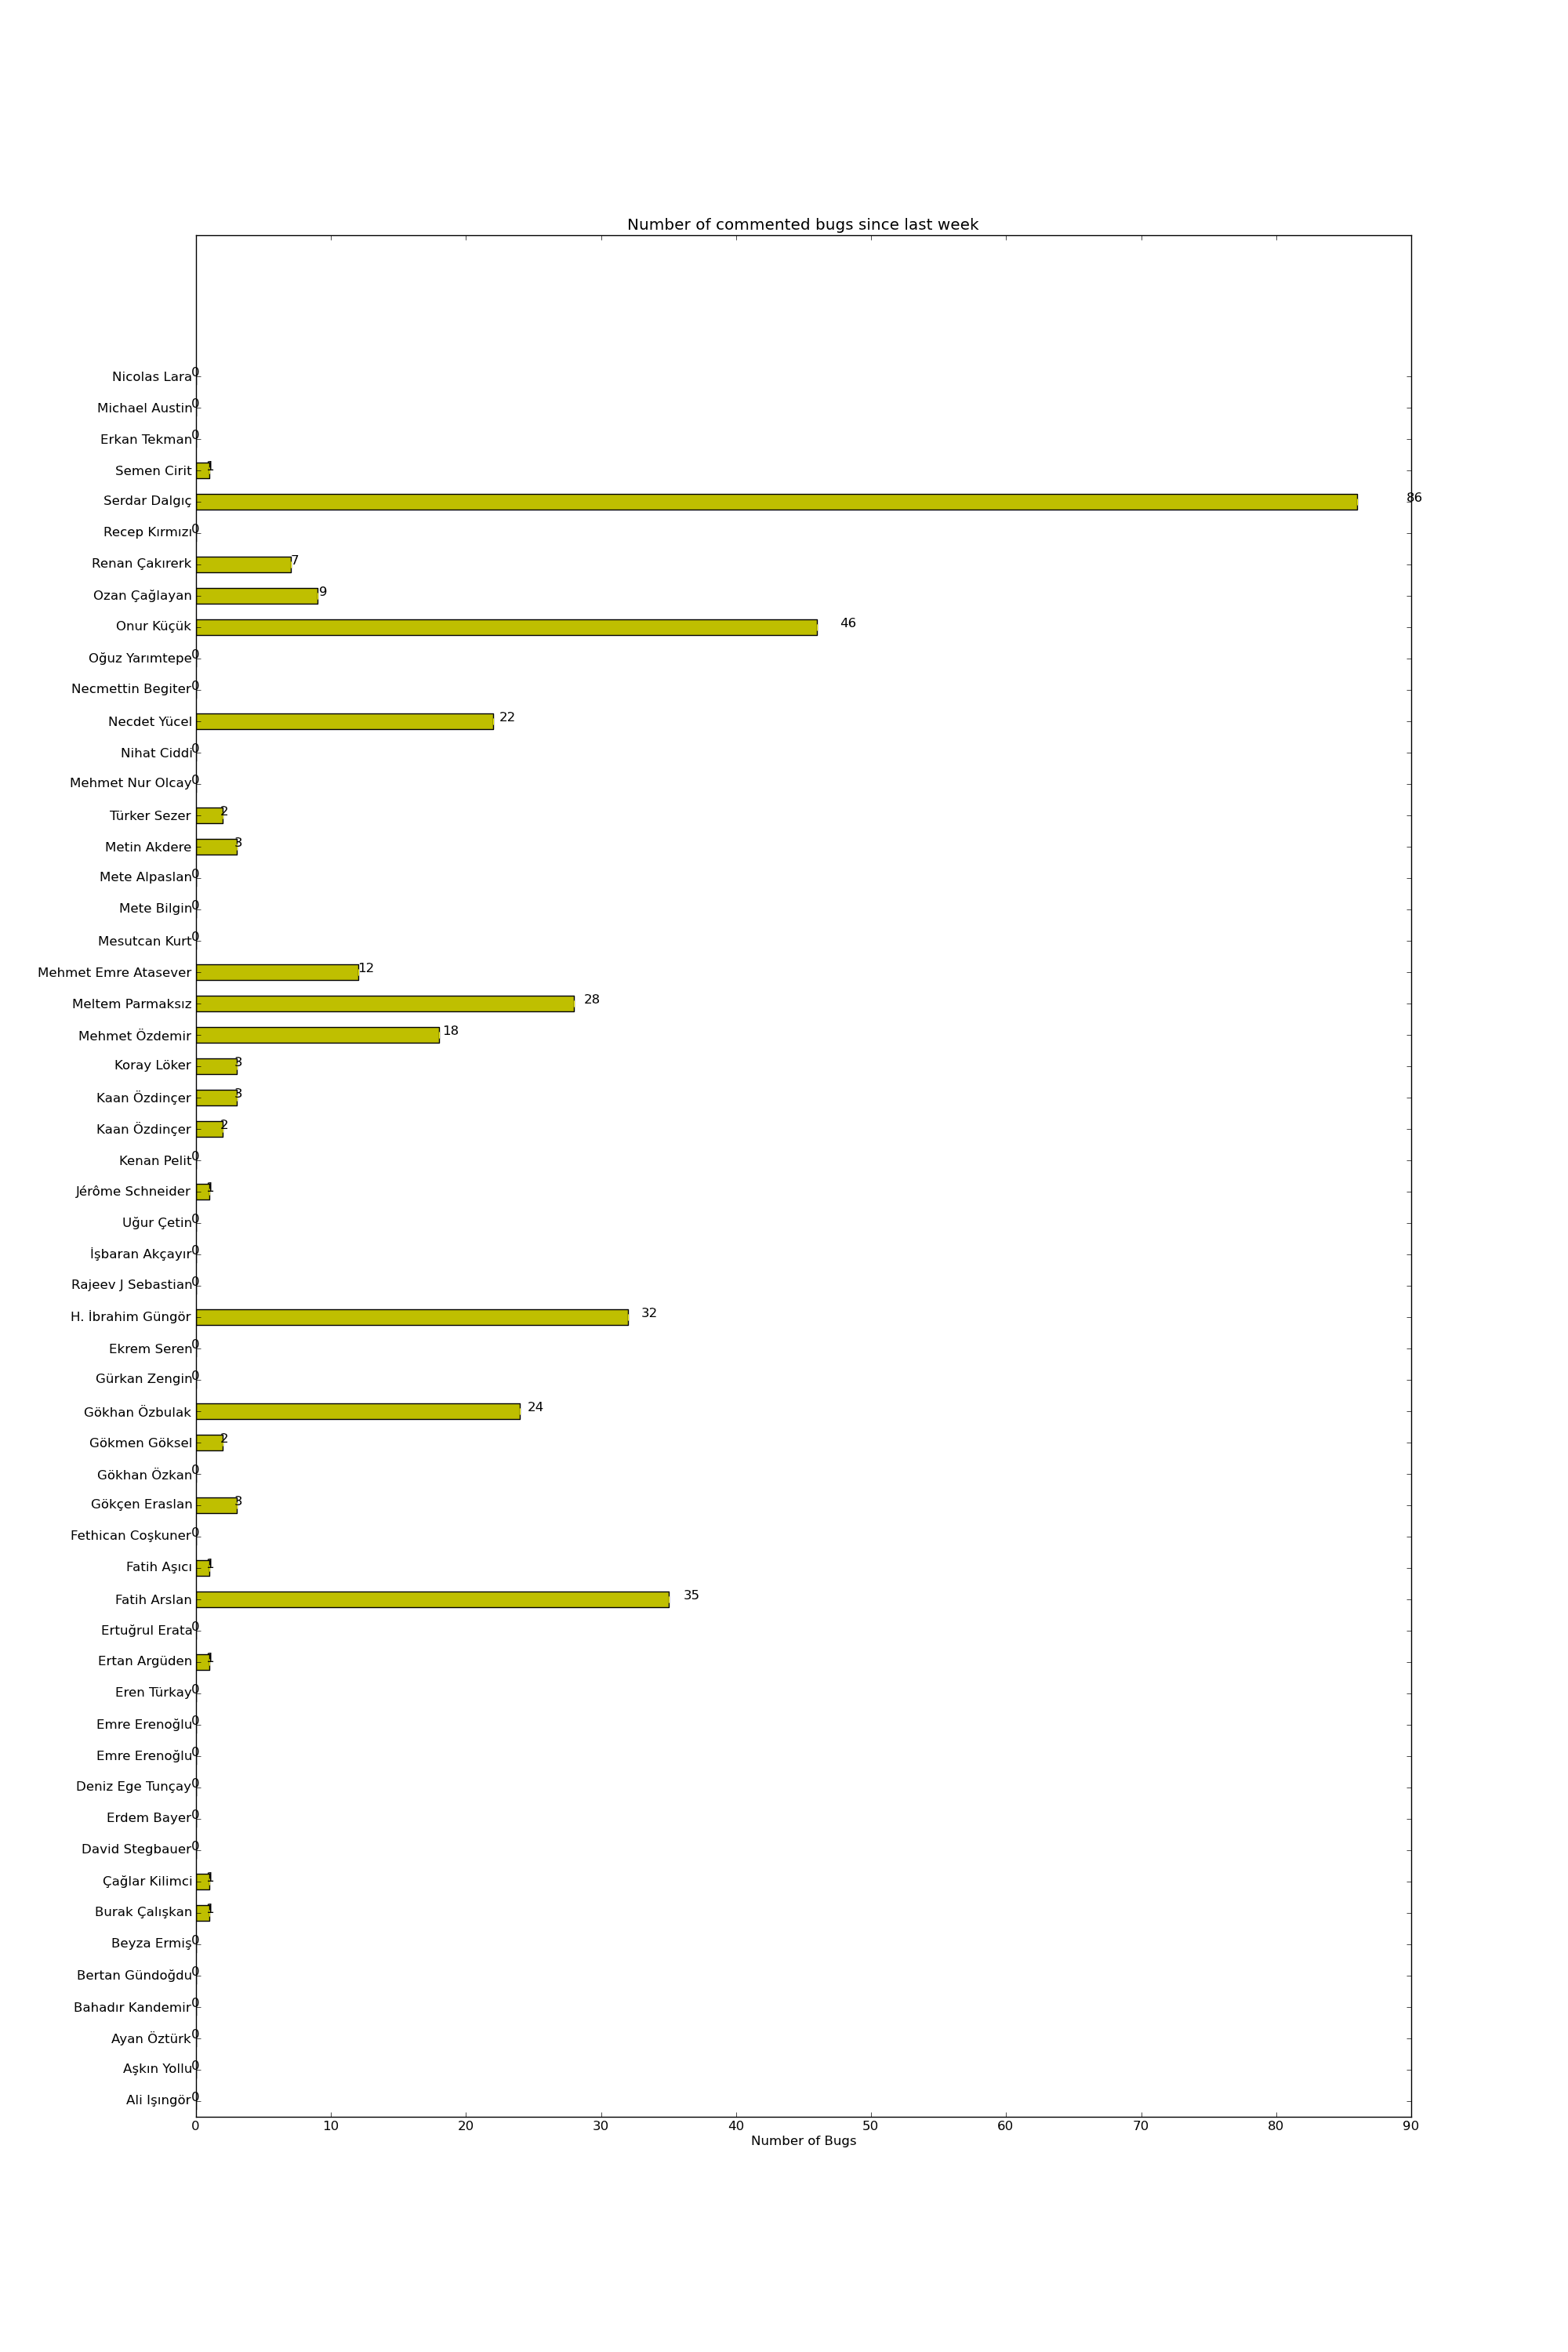 Number of commented bugs since last week
Nicolas Lara 0
Michael Austin 0
Erkan Tekman 0
Semen Cirit 1
Serdar Dalgıç 86
Recep Kırmızı 0
Renan Çakırerk 7
Ozan Çağlayan 9
Onur Küçük 46
Oğuz Yarımtepe 0
Necmettin Begiter 0
Necdet Yücel 22
Nihat Ciddi 0
Mehmet Nur Olcay 0
Türker Sezer 2
Metin Akdere 3
Mete Alpaslan 0
Mete Bilgin 0
Mesutcan Kurt 0
Mehmet Emre Atasever 12
Meltem Parmaksız 28
Mehmet Özdemir 18
Koray Löker 3
Kaan Özdinçer 3
Kaan Özdinçer 2
Kenan Pelit 0
Jérôme Schneider 1
Uğur Çetin 0
İşbaran Akçayır 0
Rajeev J Sebastian 0
H. İbrahim Güngör 32
Ekrem Seren 0
Gürkan Zengin 0
Gökhan Özbulak 24
Gökmen Göksel 2
Gökhan Özkan 0
Gökçen Eraslan 3
Fethican Coşkuner 0
Fatih Aşıcı 1
Fatih Arslan 35
Ertuğrul Erata 0
Ertan Argüden 1
Eren Türkay 0
Emre Erenoğlu 0
Emre Erenoğlu 0
Deniz Ege Tunçay 0
Erdem Bayer 0
David Stegbauer 0
Çağlar Kilimci 1
Burak Çalışkan 1
Beyza Ermiş 0
Bertan Gündoğdu 0
Bahadır Kandemir 0
Ayan Öztürk 0
Aşkın Yollu 0
Ali Işıngör 0
0 10 20 30 40 50 60 70 80 90
Number of Bugs